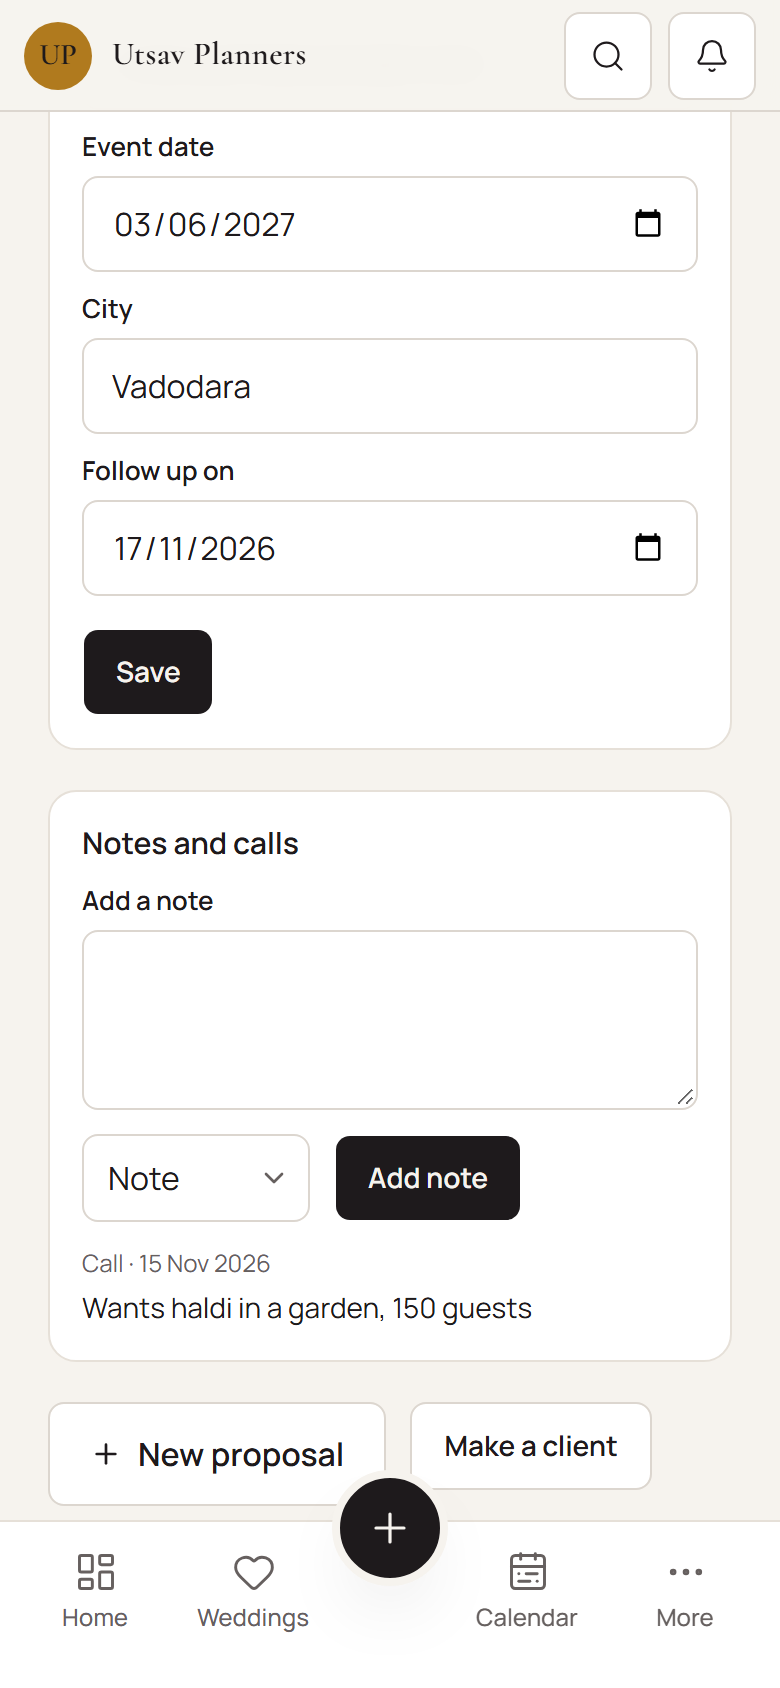 UP
Utsav Planners
Event date
03/06/2027
City
Vadodara
Follow up on
17/11/2026
Save
Notes and calls
Add a note
Note
Add note
Call · 15 Nov 2026
Wants haldi in a garden, 150 guests
+ New proposal
Make a client
Home
Weddings
Calendar
More